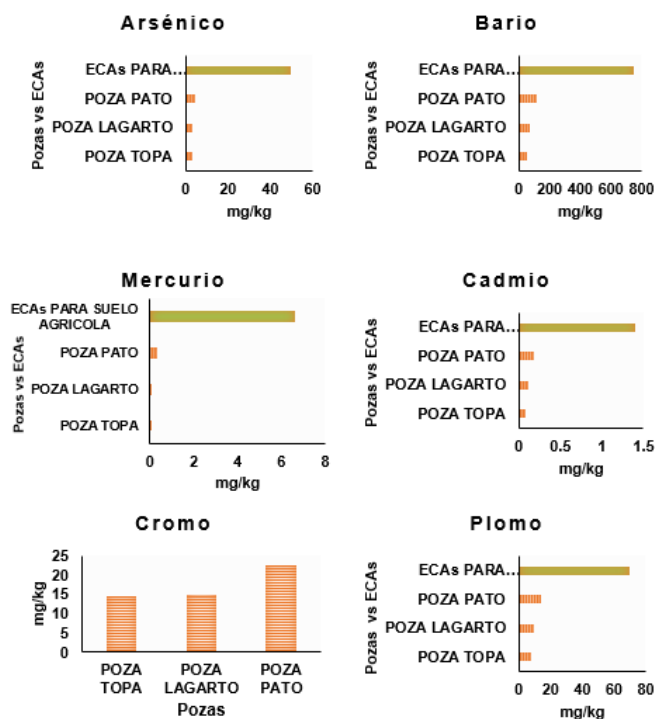 Arsénico
Pozas vs ECAs
ECAs PARA...
POZA PATO
POZA LAGARTO
POZA TOPA
0 20 40 60
mg/kg
Bario
Pozas vs ECAs
ECAs PARA...
POZA PATO
POZA LAGARTO
POZA TOPA
0 200 400 600 800
mg/kg
Mercurio
Pozas vs ECAs
ECAs PARA SUELO
AGRICOLA
POZA PATO
POZA LAGARTO
POZA TOPA
0 2 4 6 8
mg/kg
Cadmio
Pozas vs ECAs
ECAs PARA...
POZA PATO
POZA LAGARTO
POZA TOPA
0 0.5 1 1.5
mg/kg
Cromo
mg/kg
25
20
15
10
5
0
POZA TOPA
POZA LAGARTO
POZA PATO
Pozas
Plomo
Pozas vs ECAs
ECAs PARA...
POZA PATO
POZA LAGARTO
POZA TOPA
0 20 40 60 80
mg/kg